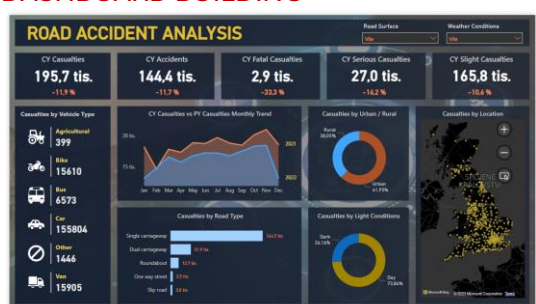 DASHBOARD BUILDING
ROAD ACCIDENT ANALYSIS
Road Surface
Vše
Weather Conditions
Vše
CY Casualties
195,7 tis.
-11,9 %
CY Accidents
144,4 tis.
-11,7 %
CY Fatal Casualties
2,9 tis.
-33,3 %
CY Serious Casualties
27,0 tis.
-16,2 %
CY Slight Casualties
165,8 tis.
-10,6 %
Casualties by Vehicle Type
Agricultural
399
Bike
15610
Bus
6573
Car
155804
Other
1446
Van
15905
CY Casualties vs PY Casualties Monthly Trend
20 tis.
15 tis.
2021
2022
Jan Feb Mar Apr May Jun Jul Aug Sep Oct Nov Dec
Casualties by Road Type
Single carriageway
Dual carriageway
Roundabout
One way street
Slip road
Casualties by Urban / Rural
Rural
Urban
Casualties by Light Conditions
Dark
26,16%
Day
73,84%
Casualties by Location